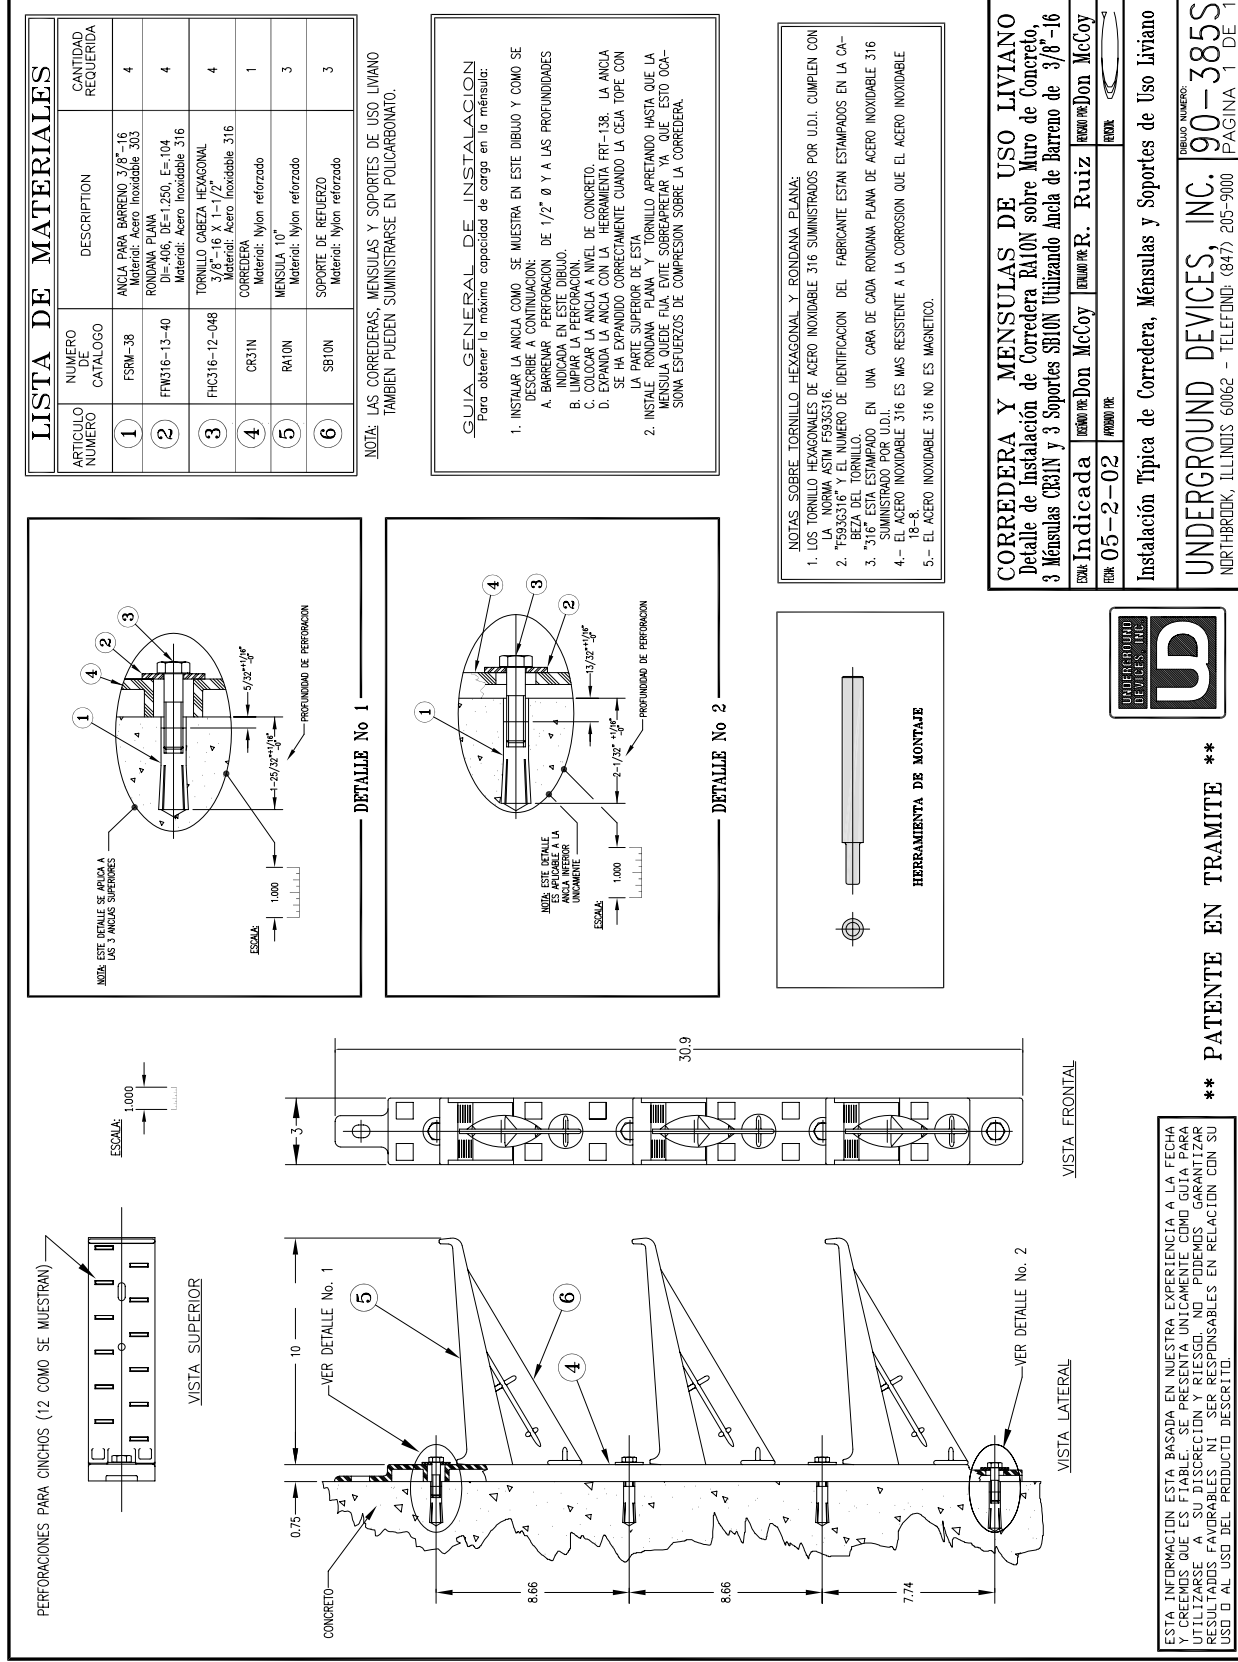 LISTA DE MATERIALES
ARTICULO NUMERO
NUMERO DE CATALOGO
DESCRIPTION
CANTIDAD REQUERIDA
1 FSRM-38 ANCLA PARA BARRENO 3/8"-16 4
Material: Acero Inoxidable 303
2 FFW316-13-40 RONDANA PLANA 4
DI=.406, DE=1.250, E=.104
Material: Acero Inoxidable 316
3 FHC316-12-048 TORNILLO CABEZA HEXAGONAL 4
3/8"-16 X 1-1/2"
Material: Acero Inoxidable 316
4 CR31N CORREDERA 1
Material: Nylon reforzado
5 RA10N MENSULA 10" 3
Material: Nylon reforzado
6 SB10N SOPORTE DE REFUERZO 3
Material: Nylon reforzado
NOTA: LAS CORREDERAS, MENSULAS Y SOPORTES DE USO LIVIANO
TAMBIEN PUEDEN SUMINISTRARSE EN POLICARBONATO.
GUIA GENERAL DE INSTALACION
Para obtener la máxima capacidad de carga en la ménsula:
1. INSTALAR LA ANCLA COMO SE MUESTRA EN ESTE DIBUJO Y COMO SE
DESCRIBE A CONTINUACION:
A. BARRENAR PERFORACION DE 1/2" Ø Y A LAS PROFUNDIDADES
INDICADA EN ESTE DIBUJO.
B. LIMPIAR LA PERFORACION.
C. COLOCAR LA ANCLA A NIVEL DE CONCRETO.
D. EXPANDA LA ANCLA CON LA HERRAMIENTA FRT-138. LA ANCLA
SE HA EXPANDIDO CORRECTAMENTE CUANDO LA CEJA TOPE CON
LA PARTE SUPERIOR DE ESTA
2. INSTALE RONDANA PLANA Y TORNILLO APRETANDO HASTA QUE LA
MENSULA QUEDE FIJA. EVITE SOBREAPRETAR YA QUE ESTO OCA-
SIONA ESFUERZOS DE COMPRESION SOBRE LA CORREDERA.
NOTAS SOBRE TORNILLO HEXAGONAL Y RONDANA PLANA:
1. LOS TORNILLO HEXAGONALES DE ACERO INOXIDABLE 316 SUMINISTRADOS POR U.D.I. CUMPLEN CON
LA NORMA ASTM F593G316.
2. "F593G316" Y EL NUMERO DE IDENTIFICACION DEL FABRICANTE ESTAN ESTAMPADOS EN LA CA-
BEZA DEL TORNILLO.
3. "316" ESTA ESTAMPADO EN UNA CARA DE CADA RONDANA PLANA DE ACERO INOXIDABLE 316
SUMINISTRADO POR U.D.I.
4.- EL ACERO INOXIDABLE 316 ES MAS RESISTENTE A LA CORROSION QUE EL ACERO INOXIDABLE
18-8.
5.- EL ACERO INOXIDABLE 316 NO ES MAGNETICO.
CORREDERA Y MENSULAS DE USO LIVIANO
Detalle de Instalación de Corredera RA10N sobre Muro de Concreto,
3 Ménsulas CR31N y 3 Soportes SB10N Utilizando Ancla de Barreno de 3/8"-16
ESCALA: Indicada
DISEÑADO POR: Don McCoy
DETALLADO POR: R. Ruiz
REVISADO POR: Don McCoy
FECHA: 05-2-02
APROBADO POR:
REVISION:
Instalación Típica de Corredera, Ménsulas y Soportes de Uso Liviano
UNDERGROUND DEVICES, INC.
NORTHBROOK, ILLINOIS 60062 - TELEFONO: (847) 205-9000
DIBUJO NUMERO:
90-385S
PAGINA 1 DE 1
NOTA: ESTE DETALLE SE APLICA A
LAS 3 ANCLAS SUPERIORES
1
4
2
3
5/32"+1/16" -0"
1-25/32"+1/16" -0"
PROFUNDIDAD DE PERFORACION
ESCALA:
1.000
DETALLE No 1
NOTA: ESTE DETALLE
ES APLICABLE A LA
ANCLA INFERIOR
UNICAMENTE
1
4
3
2
13/32"+1/16" -0"
2-1/32" +1/16" -0"
PROFUNDIDAD DE PERFORACION
ESCALA:
1.000
DETALLE No 2
HERRAMIENTA DE MONTAJE
UNDERGROUND
DEVICES, INC.
UD
** PATENTE EN TRAMITE **
PERFORACIONES PARA CINCHOS (12 COMO SE MUESTRAN)
VISTA SUPERIOR
ESCALA:
1.000
3
30.9
VISTA FRONTAL
CONCRETO
0.75
10
VER DETALLE No. 1
5
6
4
VER DETALLE No. 2
8.66
8.66
7.74
VISTA LATERAL
ESTA INFORMACION ESTA BASADA EN NUESTRA EXPERIENCIA A LA FECHA
Y CREEMOS QUE ES FIABLE. SE PRESENTA UNICAMENTE COMO GUIA PARA
UTILIZARSE A SU DISCRECION Y RIESGO. NO PODEMOS GARANTIZAR
RESULTADOS FAVORABLES NI SER RESPONSABLES EN RELACION CON SU
USO O AL USO DEL PRODUCTO DESCRITO.